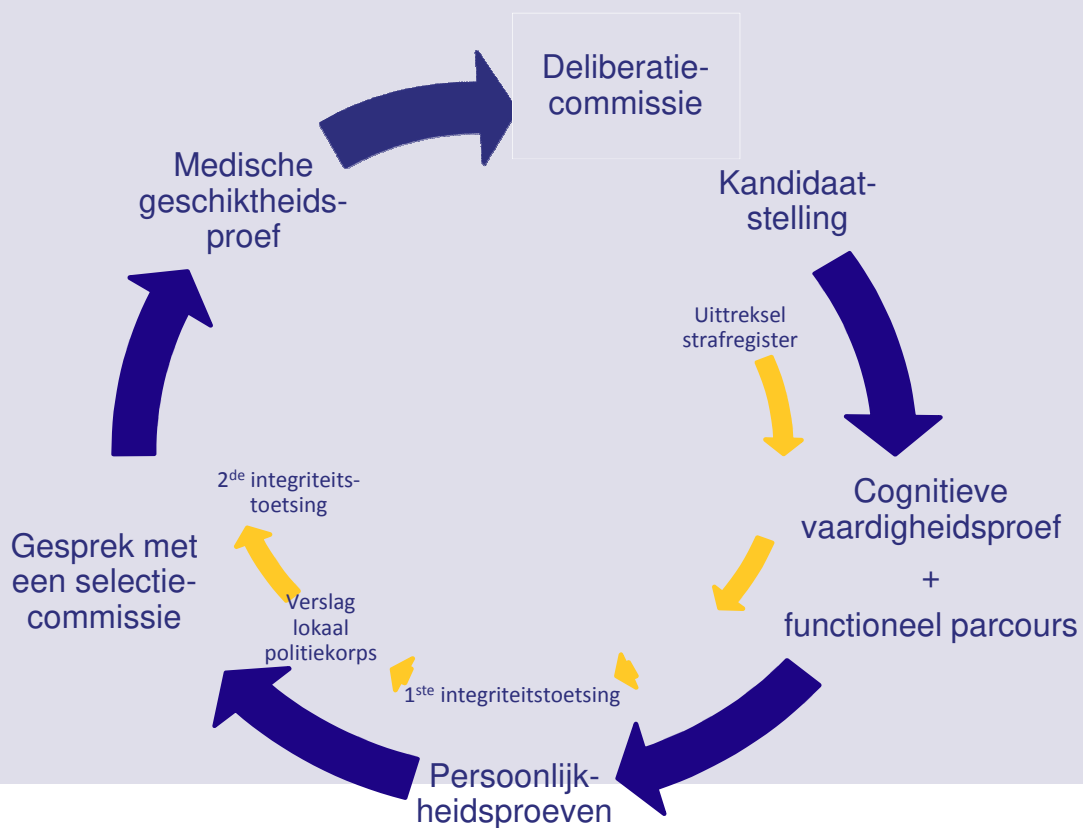 Deliberatie-
commissie
Kandidaat-
stelling
Uittreksel
strafregister
Cognitieve
vaardigheidsproef
+
functioneel parcours
1ste integriteitstoetsing
Persoonlijk-
heidsproeven
Verslag
lokaal
politiekorps
2de integriteits-
toetsing
Gesprek met
een selectie-
commissie
Medische
geschiktheids-
proef